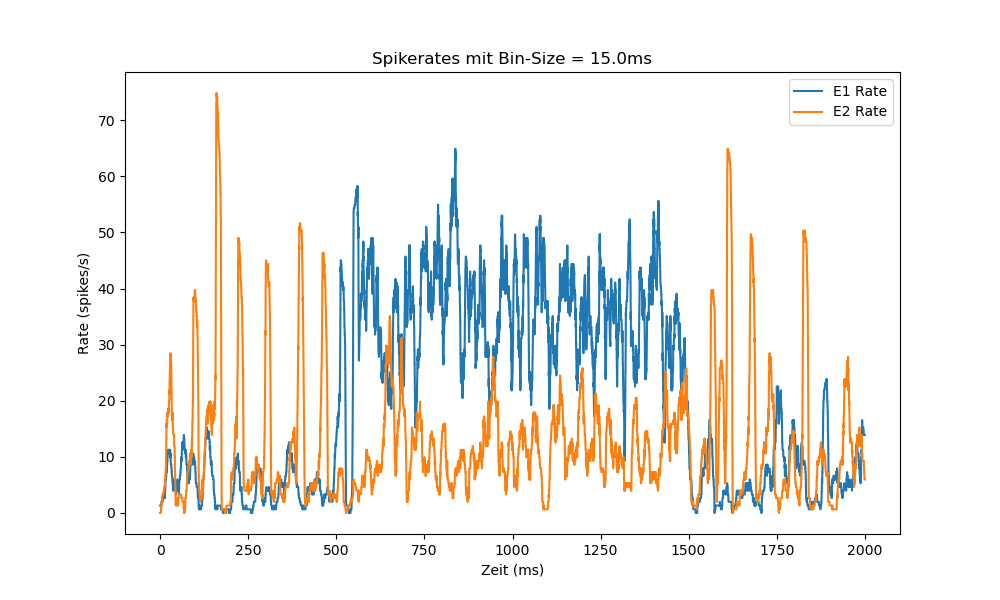 Spikerates mit Bin-Size = 15.0ms
E1 Rate
E2 Rate
70
60
50
40
30
20
10
0
Rate (spikes/s)
0 250 500 750 1000 1250 1500 1750 2000
Zeit (ms)